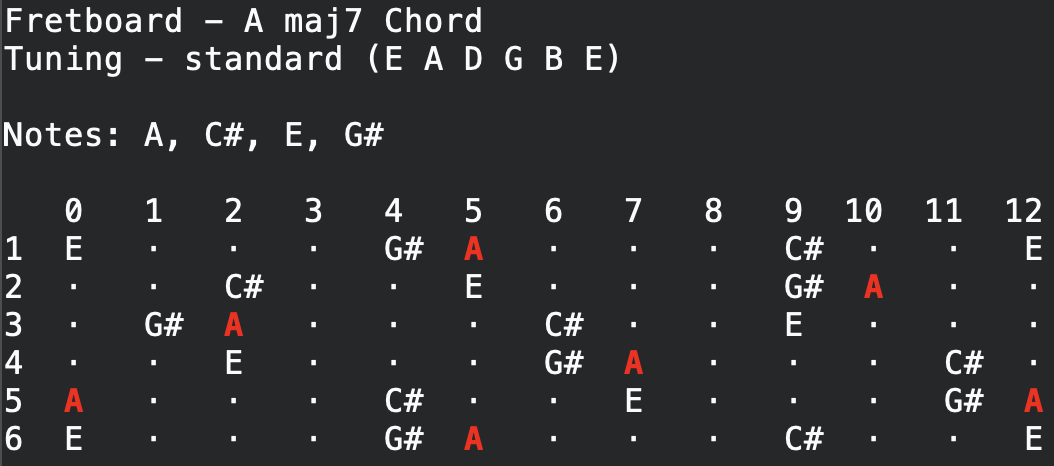 Fretboard – A maj7 Chord
Tuning – standard (E A D G B E)
Notes: A, C#, E, G#
    0   1   2   3   4   5   6   7   8   9  10  11  12
1   E   ·   ·   ·   G#  A   ·   ·   ·   C#  ·   ·   E
2   ·   ·   C#  ·   ·   E   ·   ·   ·   G#  A   ·   ·
3   ·   G#  A   ·   ·   ·   C#  ·   ·   E   ·   ·   ·
4   ·   ·   E   ·   ·   ·   G#  A   ·   ·   ·   C#  ·
5   A   ·   ·   ·   C#  ·   ·   E   ·   ·   ·   G#  A
6   E   ·   ·   ·   G#  A   ·   ·   ·   C#  ·   ·   E